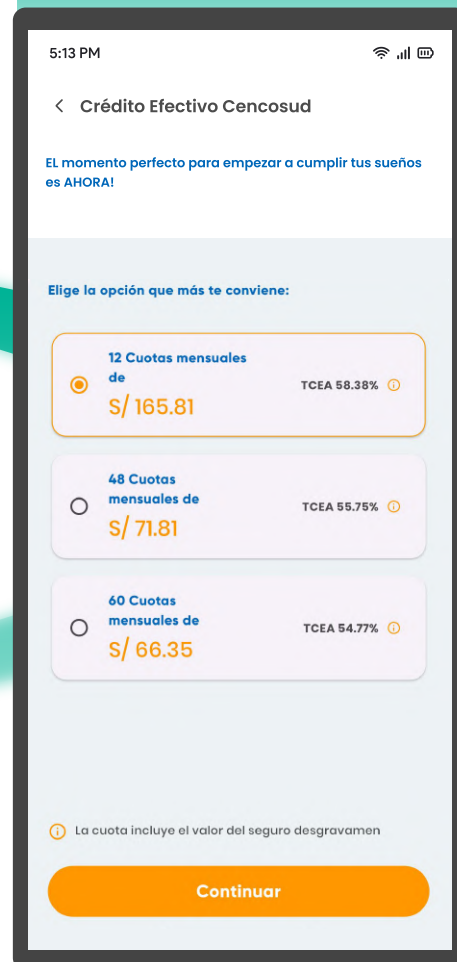 5:13 PM
Crédito Efectivo Cencosud
EL momento perfecto para empezar a cumplir tus sueños
es AHORA!
Elige la opción que más te conviene:
12 Cuotas mensuales
de
S/ 165.81
TCEA 58.38%
48 Cuotas
mensuales de
S/ 71.81
TCEA 55.75%
60 Cuotas
mensuales de
S/ 66.35
TCEA 54.77%
La cuota incluye el valor del seguro desgravamen
Continuar